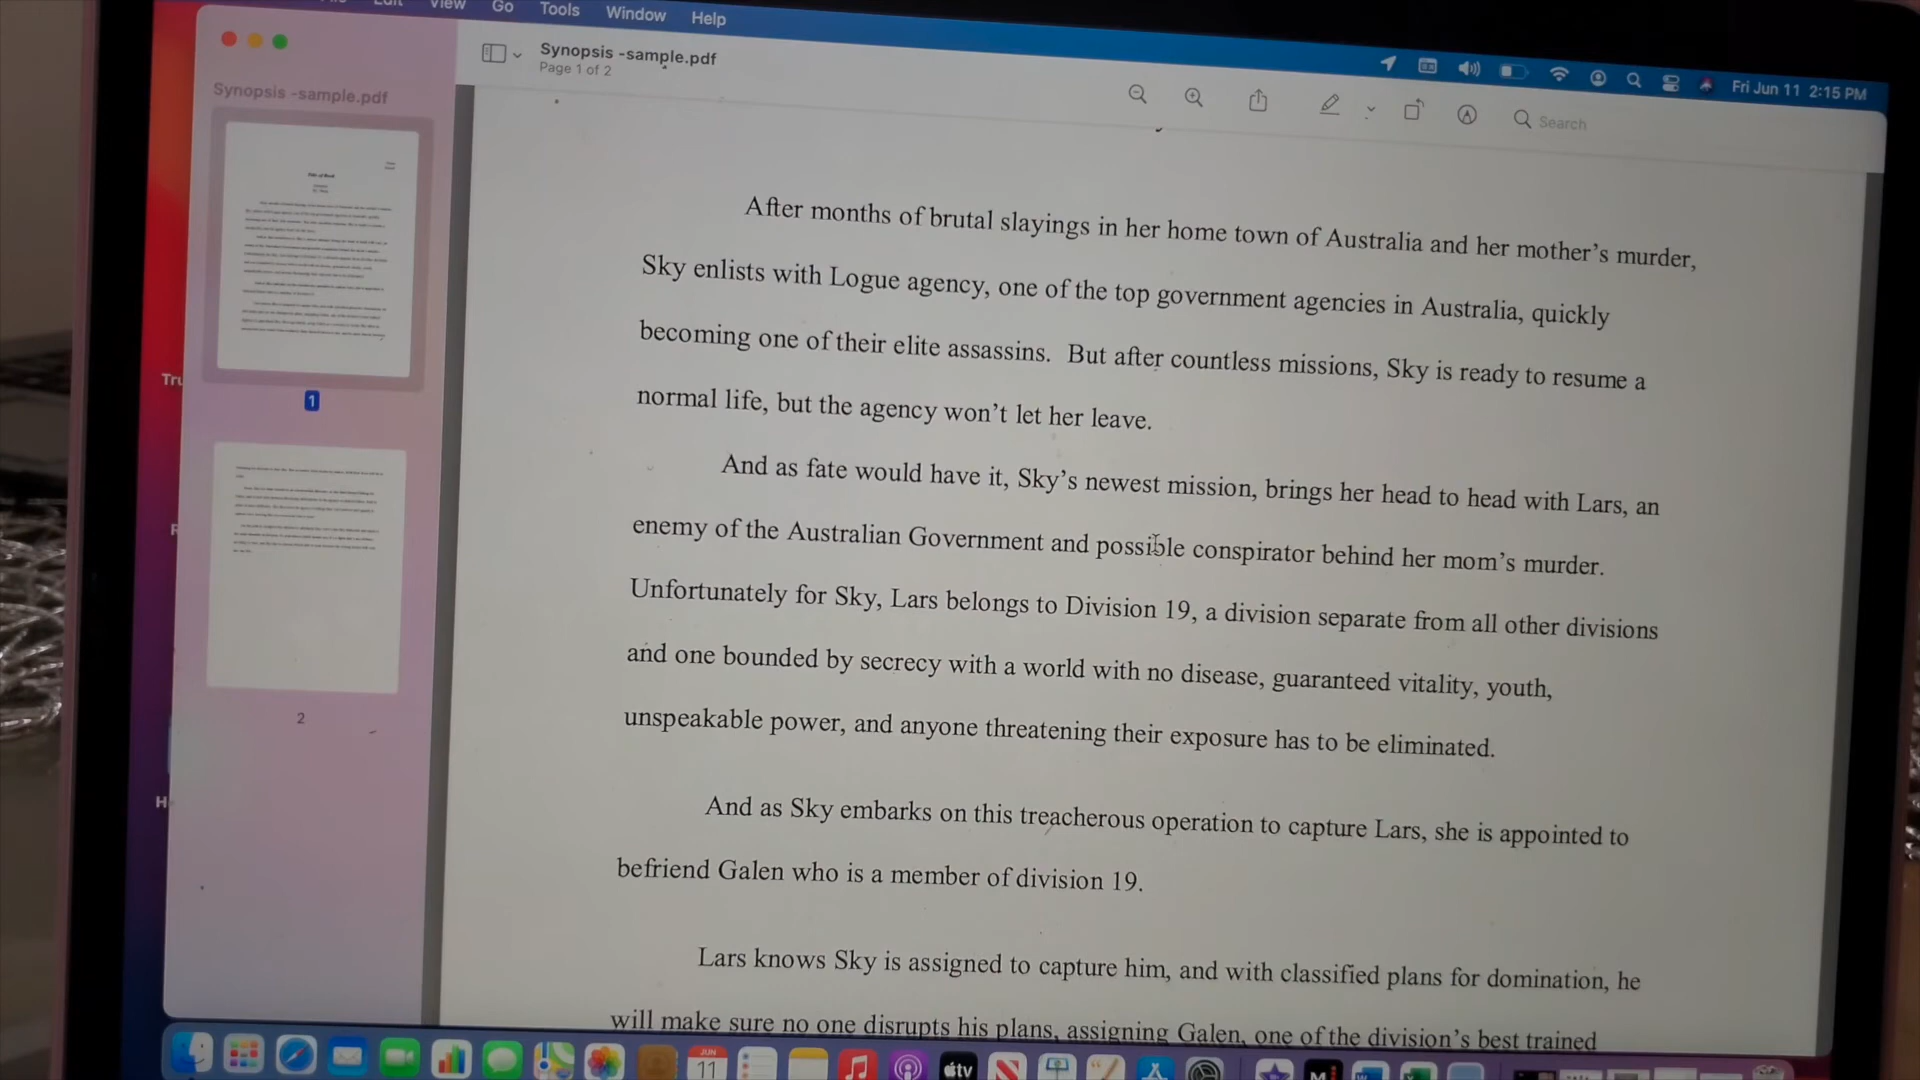 View Go Tools Window Help
Fri Jun 11 2:15 PM
Synopsis -sample.pdf
Page 1 of 2
Search
Synopsis -sample.pdf
1
2
After months of brutal slayings in her home town of Australia and her mother's murder,
Sky enlists with Logue agency, one of the top government agencies in Australia, quickly
becoming one of their elite assassins. But after countless missions, Sky is ready to resume a
normal life, but the agency won't let her leave.
And as fate would have it, Sky's newest mission, brings her head to head with Lars, an
enemy of the Australian Government and possible conspirator behind her mom's murder.
Unfortunately for Sky, Lars belongs to Division 19, a division separate from all other divisions
and one bounded by secrecy with a world with no disease, guaranteed vitality, youth,
unspeakable power, and anyone threatening their exposure has to be eliminated.
And as Sky embarks on this treacherous operation to capture Lars, she is appointed to
befriend Galen who is a member of division 19.
Lars knows Sky is assigned to capture him, and with classified plans for domination, he
will make sure no one disrupts his plans, assigning Galen, one of the division's best trained
JUN
11
tv